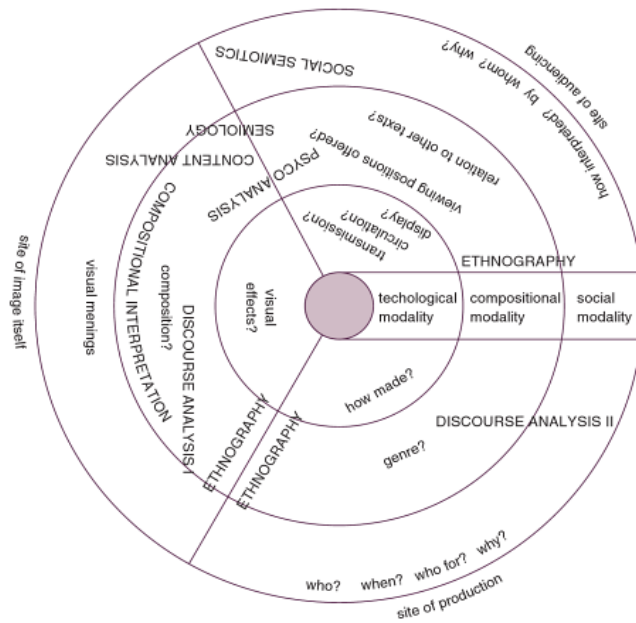 SOCIAL SEMIOTICS
how interpreted? by whom? why?
site of audiencing
SEMIOLOGY
CONTENT ANALYSIS
PSYCO ANALYSIS
relation to other texts?
viewing positions offered?
display?
circulation?
transmission?
ETHNOGRAPHY
techological
modality
compositional
modality
social
modality
site of image itself
visual menings
COMPOSITIONAL INTERPRETATION
composition?
DISCOURSE ANALYSIS I
visual
effects?
ETHNOGRAPHY
ETHNOGRAPHY
how made?
genre?
DISCOURSE ANALYSIS II
who? when? who for? why?
site of production